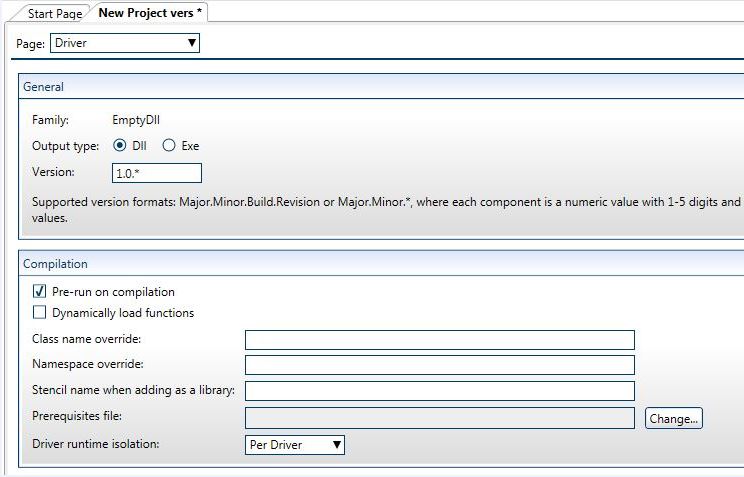 Start Page New Project vers *
Page: Driver
General
Family: EmptyDll
Output type: Dll Exe
Version: 1.0.*
Supported version formats: Major.Minor.Build.Revision or Major.Minor.*, where each component is a numeric value with 1-5 digits and
values.
Compilation
Pre-run on compilation
Dynamically load functions
Class name override:
Namespace override:
Stencil name when adding as a library:
Prerequisites file: Change...
Driver runtime isolation: Per Driver